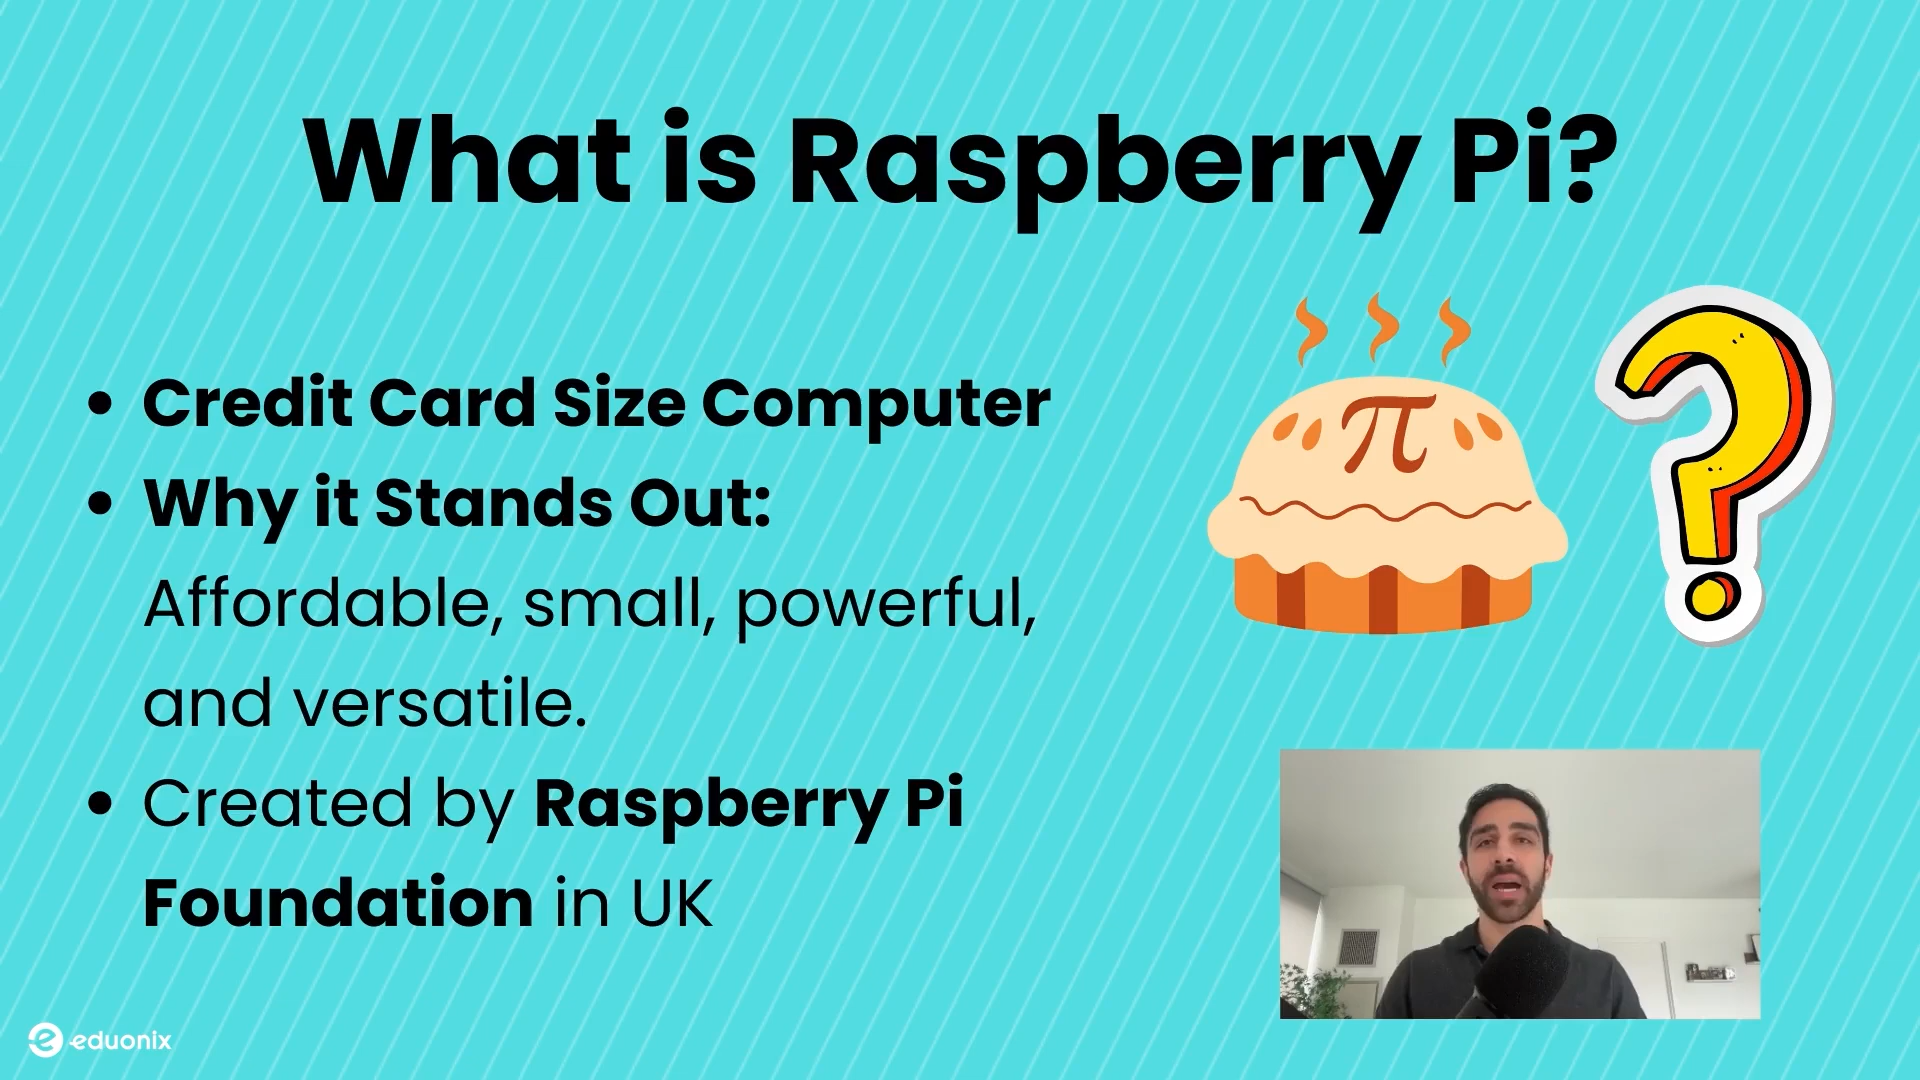 What is Raspberry Pi?
• Credit Card Size Computer
• Why it Stands Out:
Affordable, small, powerful,
and versatile.
• Created by Raspberry Pi
Foundation in UK
π
eduonix